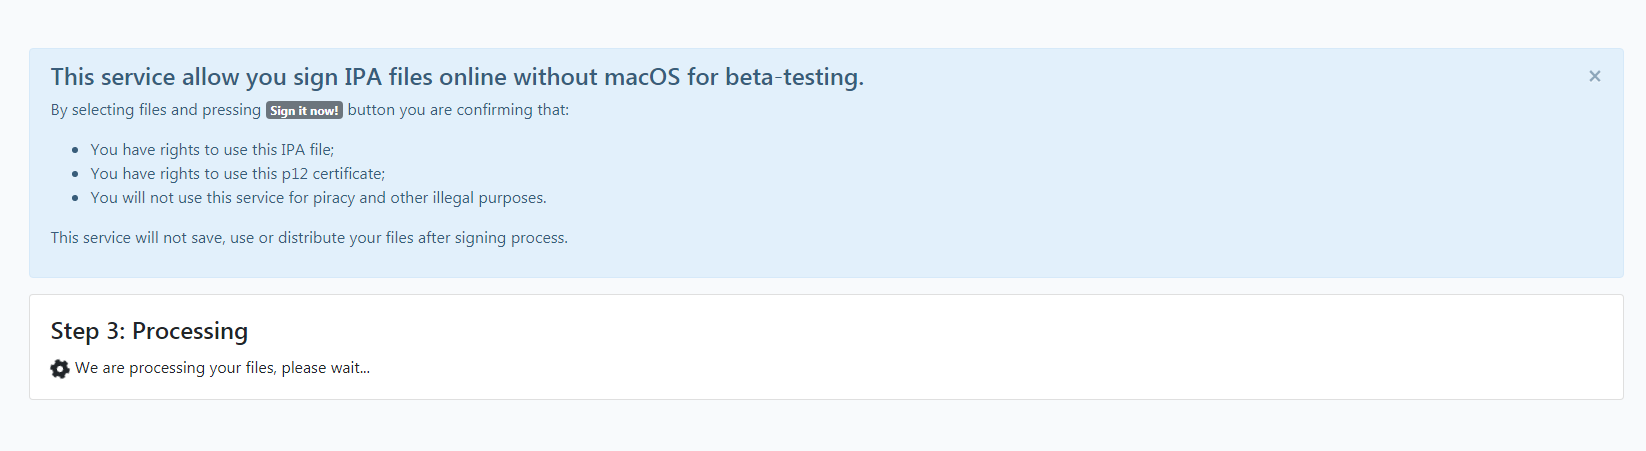 This service allow you sign IPA files online without macOS for beta-testing.
×
By selecting files and pressing Sign it now! button you are confirming that:
• You have rights to use this IPA file;
• You have rights to use this p12 certificate;
• You will not use this service for piracy and other illegal purposes.
This service will not save, use or distribute your files after signing process.
Step 3: Processing
We are processing your files, please wait...